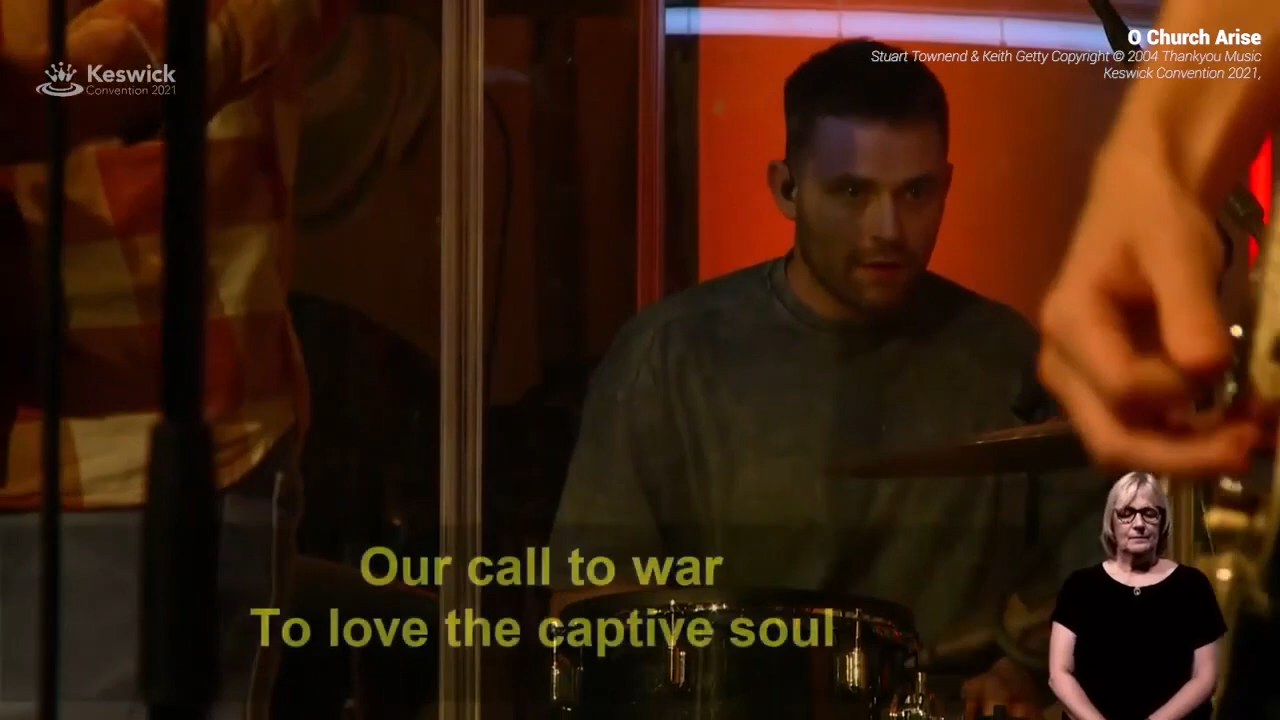 O Church Arise
Stuart Townend & Keith Getty Copyright © 2004 Thankyou Music
Keswick Convention 2021,
Keswick
Convention 2021
Our call to war
To love the captive soul